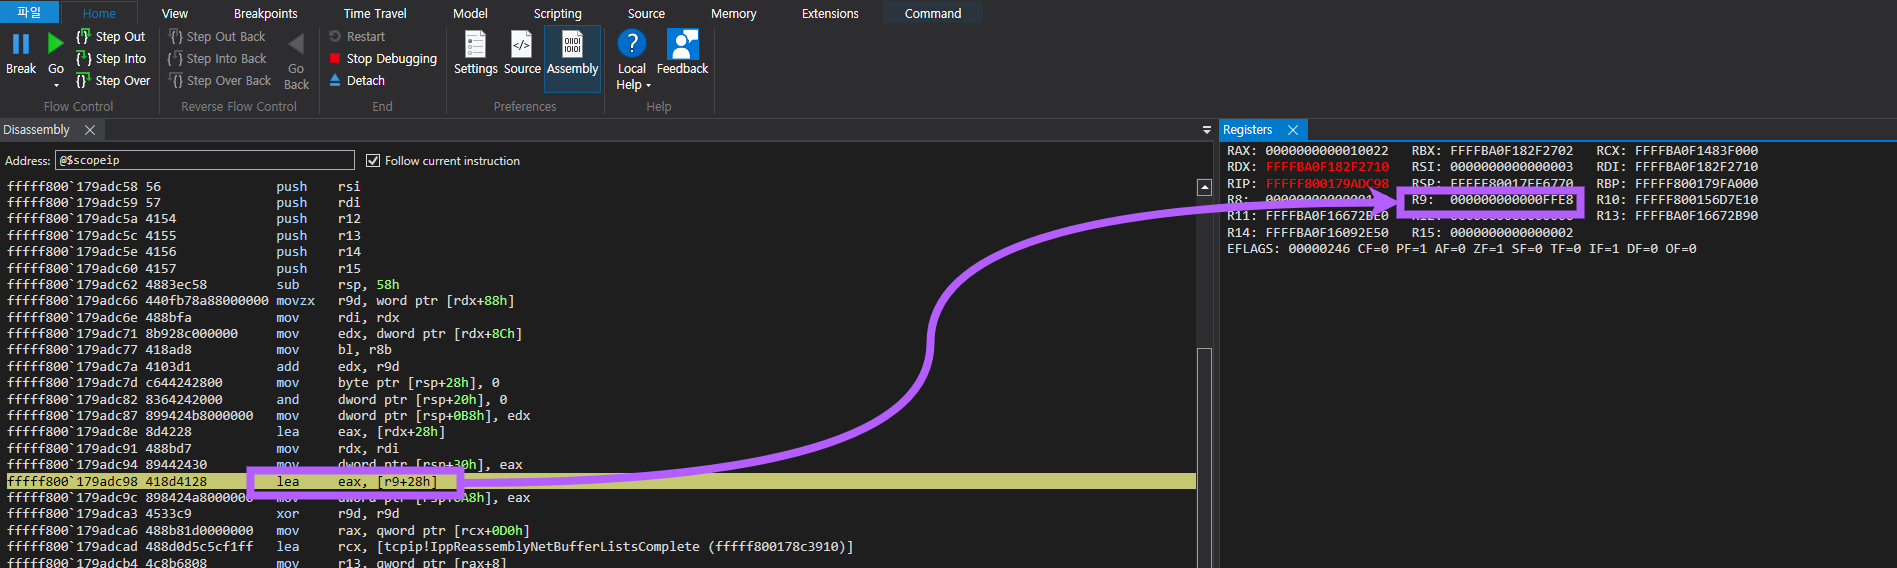 파일 Home View Breakpoints Time Travel Model Scripting Source Memory Extensions Command
Break Go Step Out Step Into Step Over
Step Out Back Step Into Back Step Over Back Go Back
Restart Stop Debugging Detach
Settings Source Assembly
Local Help Feedback
Flow Control Reverse Flow Control End Preferences Help
Disassembly
Address: @$scopeip Follow current instruction
fffff800`179adc58 56 push rsi
fffff800`179adc59 57 push rdi
fffff800`179adc5a 4154 push r12
fffff800`179adc5c 4155 push r13
fffff800`179adc5e 4156 push r14
fffff800`179adc60 4157 push r15
fffff800`179adc62 4883ec58 sub rsp, 58h
fffff800`179adc66 440fb78a88000000 movzx r9d, word ptr [rdx+88h]
fffff800`179adc6e 488bfa mov rdi, rdx
fffff800`179adc71 8b928c000000 mov edx, dword ptr [rdx+8Ch]
fffff800`179adc77 418ad8 mov bl, r8b
fffff800`179adc7a 4103d1 add edx, r9d
fffff800`179adc7d c644242800 mov byte ptr [rsp+28h], 0
fffff800`179adc82 8364242000 and dword ptr [rsp+20h], 0
fffff800`179adc87 899424b8000000 mov dword ptr [rsp+0B8h], edx
fffff800`179adc8e 8d4228 lea eax, [rdx+28h]
fffff800`179adc91 488bd7 mov rdx, rdi
fffff800`179adc94 89442430 mov dword ptr [rsp+30h], eax
fffff800`179adc98 418d4128 lea eax, [r9+28h]
fffff800`179adc9c 898424a8000000 mov dword ptr [rsp+0A8h], eax
fffff800`179adca3 4533c9 xor r9d, r9d
fffff800`179adca6 488b81d0000000 mov rax, qword ptr [rcx+0D0h]
fffff800`179adcad 488d0d5c5cf1ff lea rcx, [tcpip!IppReassemblyNetBufferListsComplete (fffff800178c3910)]
fffff800`179adcb4 4c8b6808 mov r13, qword ptr [rax+8]
Registers
RAX: 0000000000010022 RBX: FFFFBA0F182F2702 RCX: FFFFBA0F1483F000
RDX: FFFFBA0F182F2710 RSI: 0000000000000003 RDI: FFFFBA0F182F2710
RIP: FFFFF800179ADC98 RSP: FFFFF80017FF6770 RBP: FFFFF800179FA000
R8: R9: 000000000000FFE8 R10: FFFFF800156D7E10
R11: FFFFBA0F16672BE0 R13: FFFFBA0F16672B90
R14: FFFFBA0F16092E50 R15: 0000000000000002
EFLAGS: 00000246 CF=0 PF=1 AF=0 ZF=1 SF=0 TF=0 IF=1 DF=0 OF=0